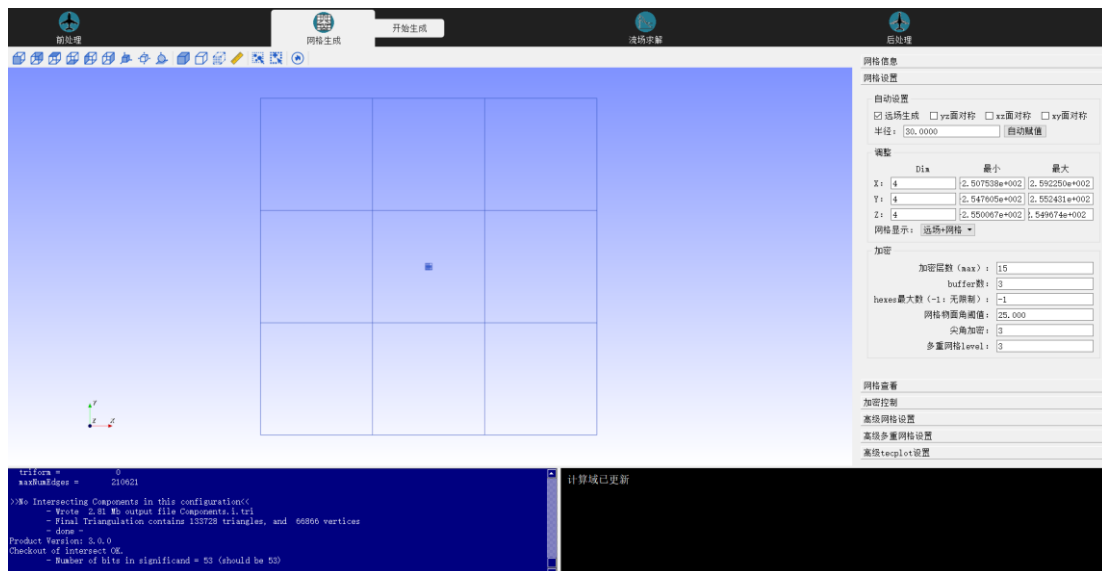 前处理
网格生成
开始生成
流场求解
后处理
网格信息
网格设置
自动设置
远场生成 yz面对称 xz面对称 xy面对称
半径: 30.0000 自动赋值
调整
Dim 最小 最大
X: 4 -2.507538e+002 2.592250e+002
Y: 4 -2.547605e+002 2.552431e+002
Z: 4 -2.550067e+002 2.549674e+002
网格显示: 远场+网格
加密
加密层数 (max) : 15
buffer数: 3
hexes最大数 (-1: 无限制) : -1
网格物面角阈值: 25.000
尖角加密: 3
多重网格level: 3
网格查看
加密控制
高级网格设置
高级多重网格设置
高级tecplot设置
Y
Z X
triform = 0
maxNumEdges = 210621
>>No Intersecting Components in this configuration<<
- Wrote 2.81 Mb output file Components.i.tri
- Final Triangulation contains 133728 triangles, and 66866 vertices
- done -
Product Version: 3.0.0
Checkout of intersect OK.
- Number of bits in significand = 53 (should be 53)
计算域已更新